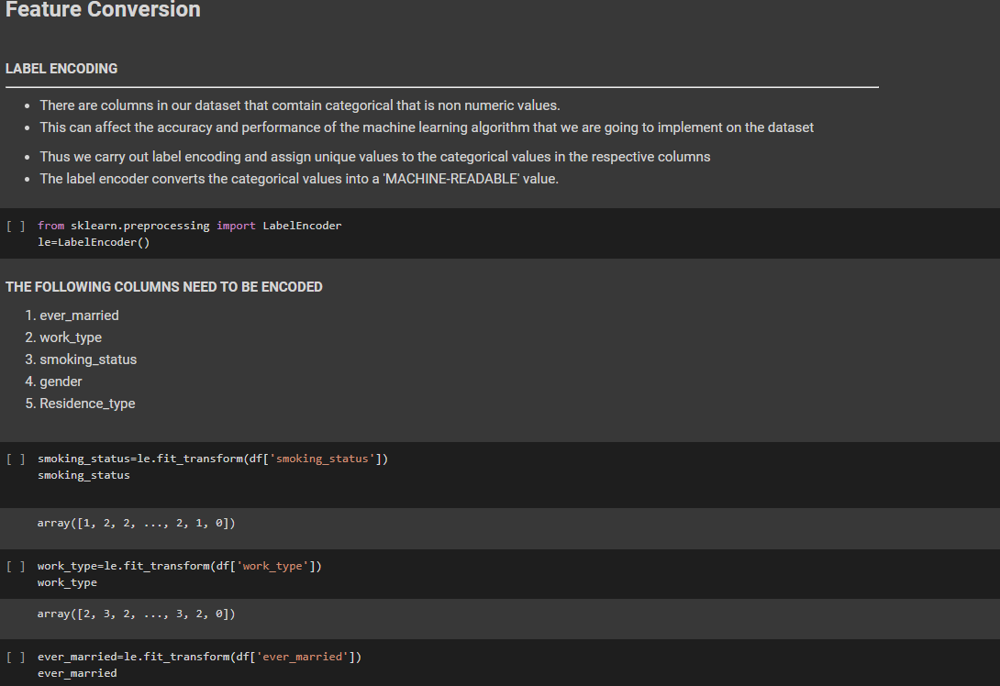 Feature Conversion
LABEL ENCODING
• There are columns in our dataset that comtain categorical that is non numeric values.
• This can affect the accuracy and performance of the machine learning algorithm that we are going to implement on the dataset
• Thus we carry out label encoding and assign unique values to the categorical values in the respective columns
• The label encoder converts the categorical values into a 'MACHINE-READABLE' value.
[ ] from sklearn.preprocessing import LabelEncoder
le=LabelEncoder()
THE FOLLOWING COLUMNS NEED TO BE ENCODED
1. ever_married
2. work_type
3. smoking_status
4. gender
5. Residence_type
[ ] smoking_status=le.fit_transform(df['smoking_status'])
smoking_status
array([1, 2, 2, ..., 2, 1, 0])
[ ] work_type=le.fit_transform(df['work_type'])
work_type
array([2, 3, 2, ..., 3, 2, 0])
[ ] ever_married=le.fit_transform(df['ever_married'])
ever_married